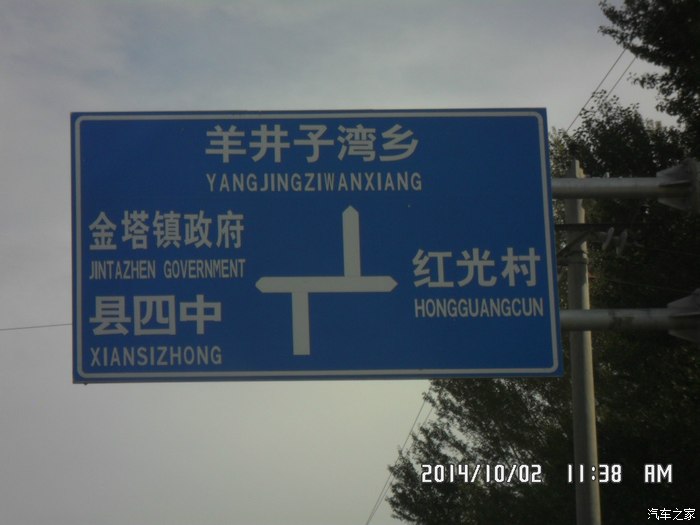 羊井子湾乡
YANGJINGZIWANXIANG
金塔镇政府
JINTAZHEN GOVERNMENT
县四中
XIANSIZHONG
红光村
HONGGUANGCUN
2014/10/02 11:38 AM
汽车之家